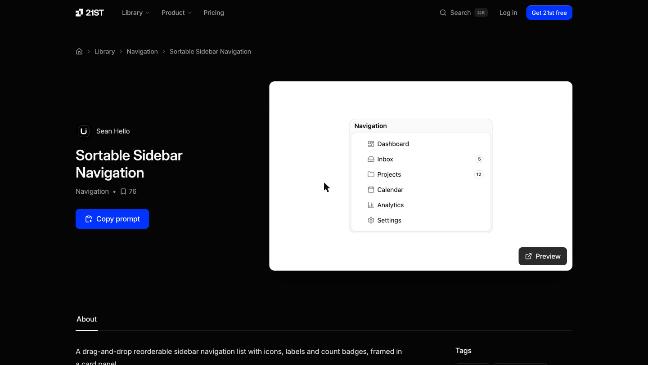 21ST
Library
Product
Pricing
Search
⌘K
Log in
Get 21st free
Library
Navigation
Sortable Sidebar Navigation
Sean Hello
Sortable Sidebar
Navigation
Navigation • 76
Copy prompt
Navigation
Dashboard
Inbox 5
Projects 12
Calendar
Analytics
Settings
Preview
About
A drag-and-drop reorderable sidebar navigation list with icons, labels and count badges, framed in
a card panel
Tags